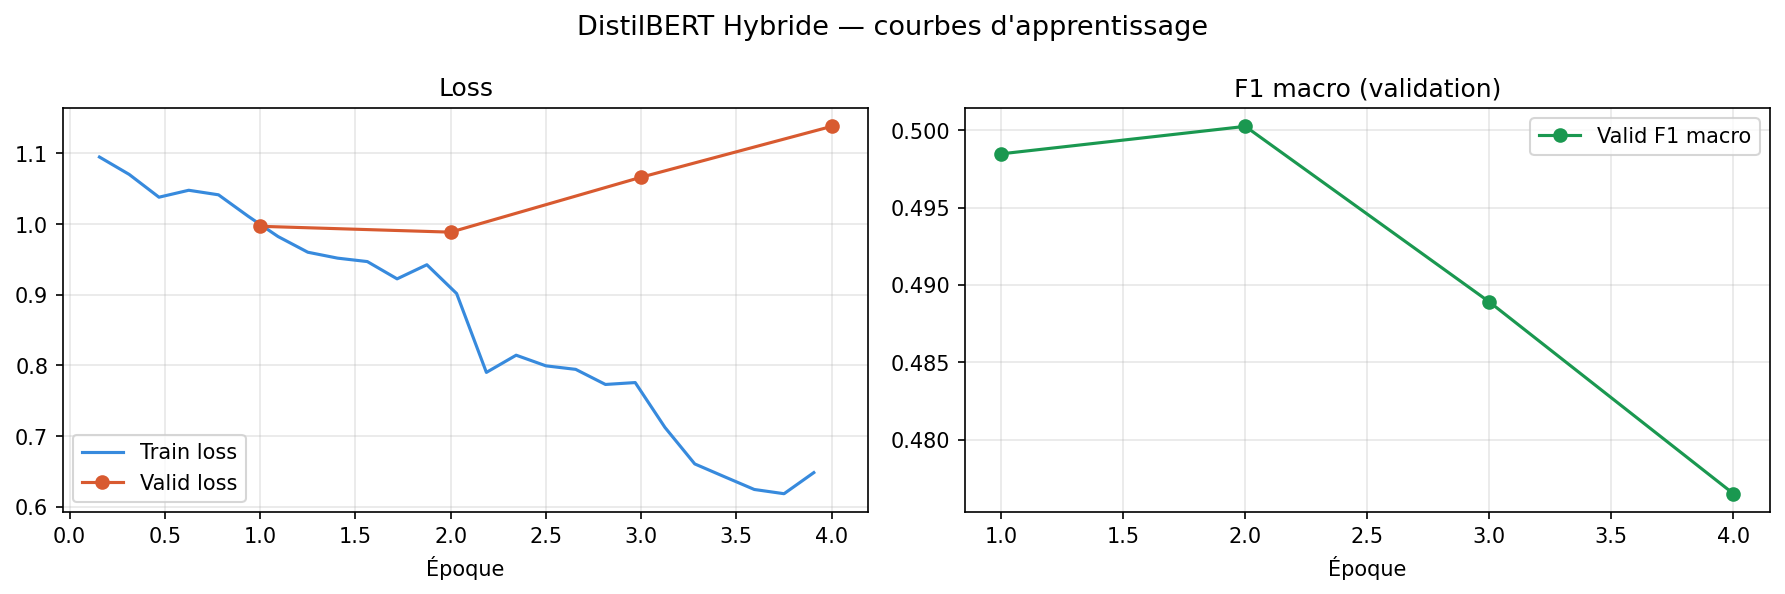 DistilBERT Hybride — courbes d'apprentissage
Loss
1.1
1.0
0.9
0.8
0.7
0.6
Train loss
Valid loss
0.0 0.5 1.0 1.5 2.0 2.5 3.0 3.5 4.0
Époque
F1 macro (validation)
0.500
0.495
0.490
0.485
0.480
Valid F1 macro
1.0 1.5 2.0 2.5 3.0 3.5 4.0
Époque